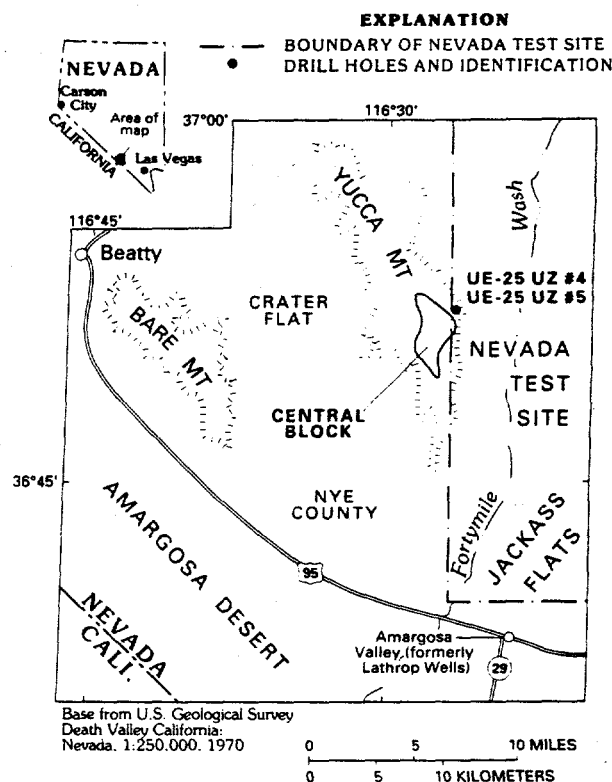 EXPLANATION
BOUNDARY OF NEVADA TEST SITE
DRILL HOLES AND IDENTIFICATION
NEVADA
Carson
City
CALIFORNIA
Area of
map
Las Vegas
37°00'
116°30'
116°45'
Beatty
YUCCA MT
Wash
UE-25 UZ #4
UE-25 UZ #5
CRATER
FLAT
BARE MT
NEVADA
TEST
SITE
CENTRAL
BLOCK
36°45'
NYE
COUNTY
AMARGOSA DESERT
Fortymile
JACKASS
FLATS
95
NEVADA
CALI.
Amargosa
Valley,(formerly
Lathrop Wells)
29
Base from U.S. Geological Survey
Death Valley California:
Nevada, 1:250.000. 1970
0 5 10 MILES
0 5 10 KILOMETERS